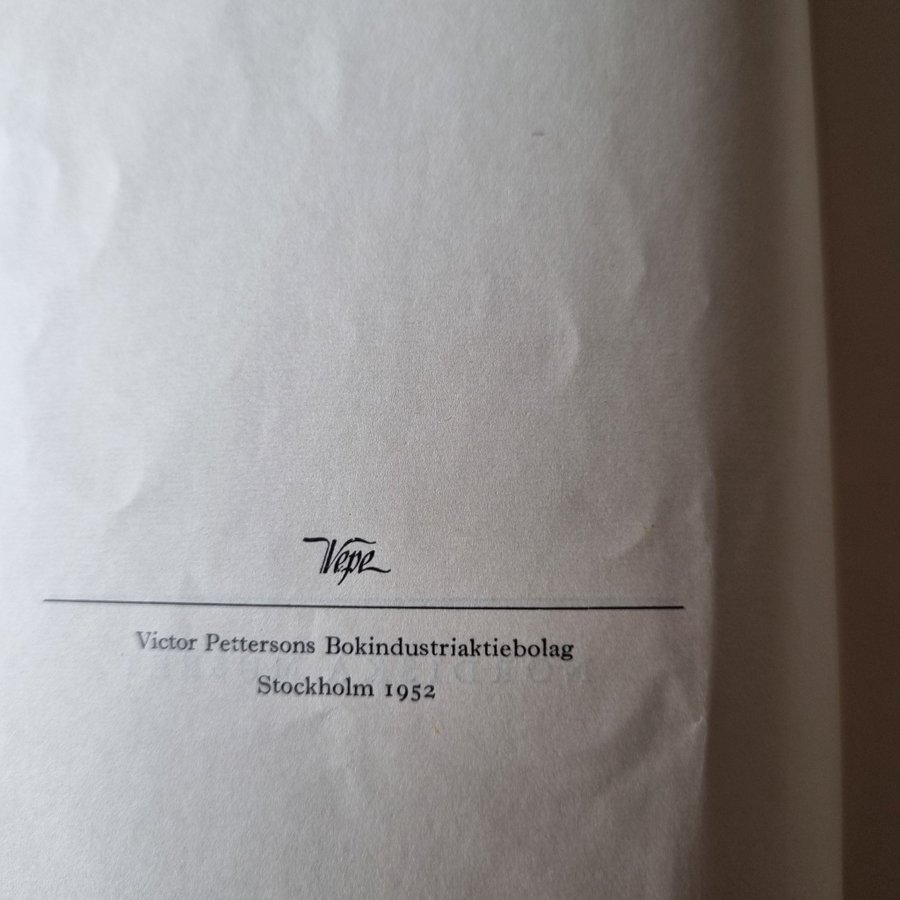 Vepe
Victor Pettersons Bokindustriaktiebolag
Stockholm 1952